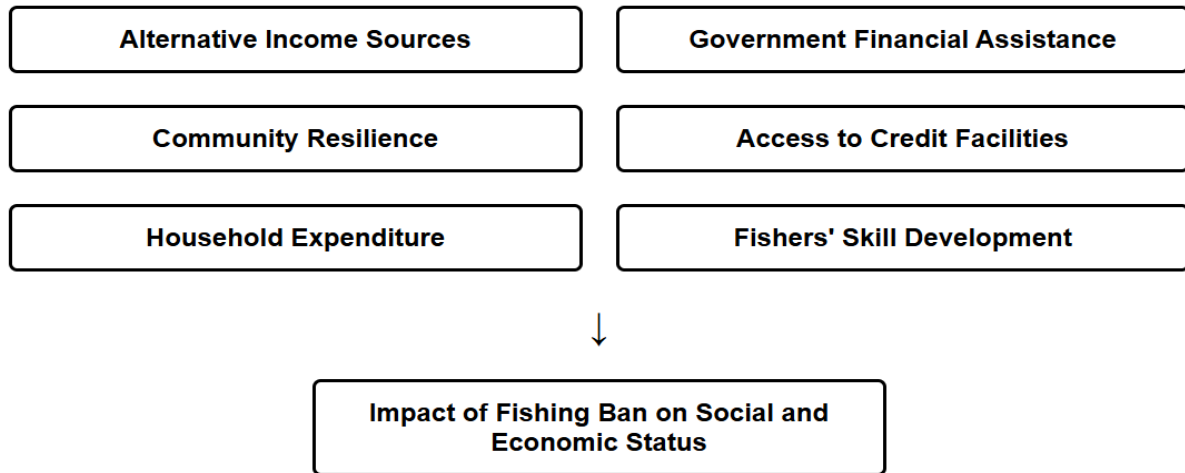 Alternative Income Sources
Government Financial Assistance
Community Resilience
Access to Credit Facilities
Household Expenditure
Fishers' Skill Development
↓
Impact of Fishing Ban on Social and
Economic Status